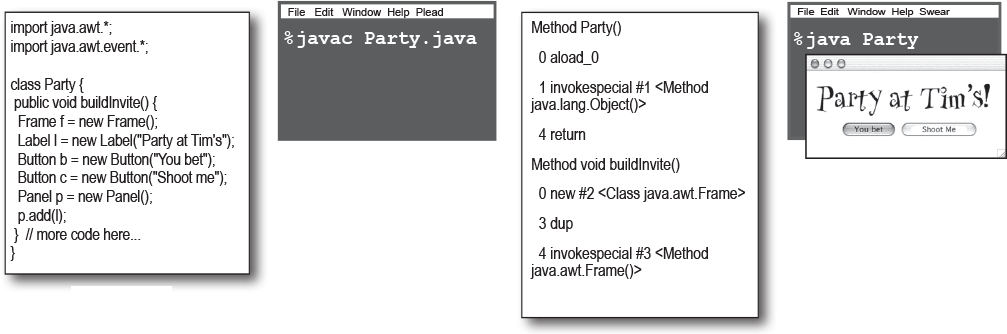 import java.awt.*;
import java.awt.event.*;
class Party {
public void buildInvite() {
Frame f = new Frame();
Label l = new Label("Party at Tim's");
Button b = new Button("You bet");
Button c = new Button("Shoot me");
Panel p = new Panel();
p.add(l);
} // more code here...
}
File Edit Window Help Plead
%javac Party.java
Method Party()
0 aload_0
1 invokespecial #1 <Method
java.lang.Object()>
4 return
Method void buildInvite()
0 new #2 <Class java.awt.Frame>
3 dup
4 invokespecial #3 <Method
java.awt.Frame()>
File Edit Window Help Swear
%java Party
Party at Tim's!
You bet Shoot Me